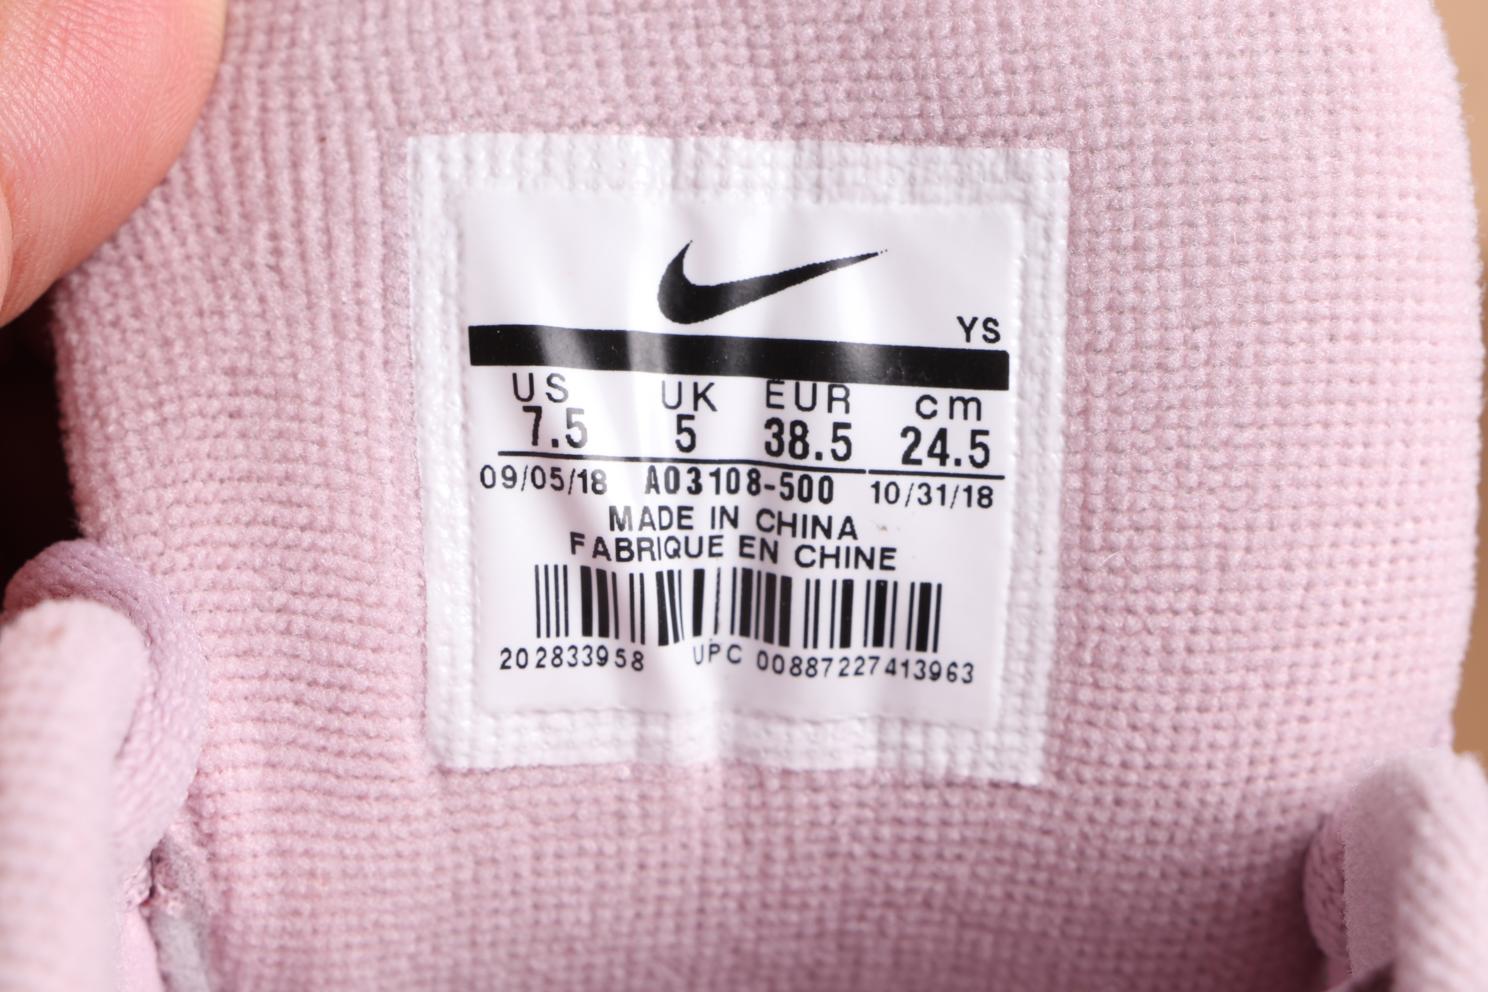 YS
US UK EUR cm
7.5 5 38.5 24.5
09/05/18 AO3108-500 10/31/18
MADE IN CHINA
FABRIQUE EN CHINE
202833958 UPC 00887227413963